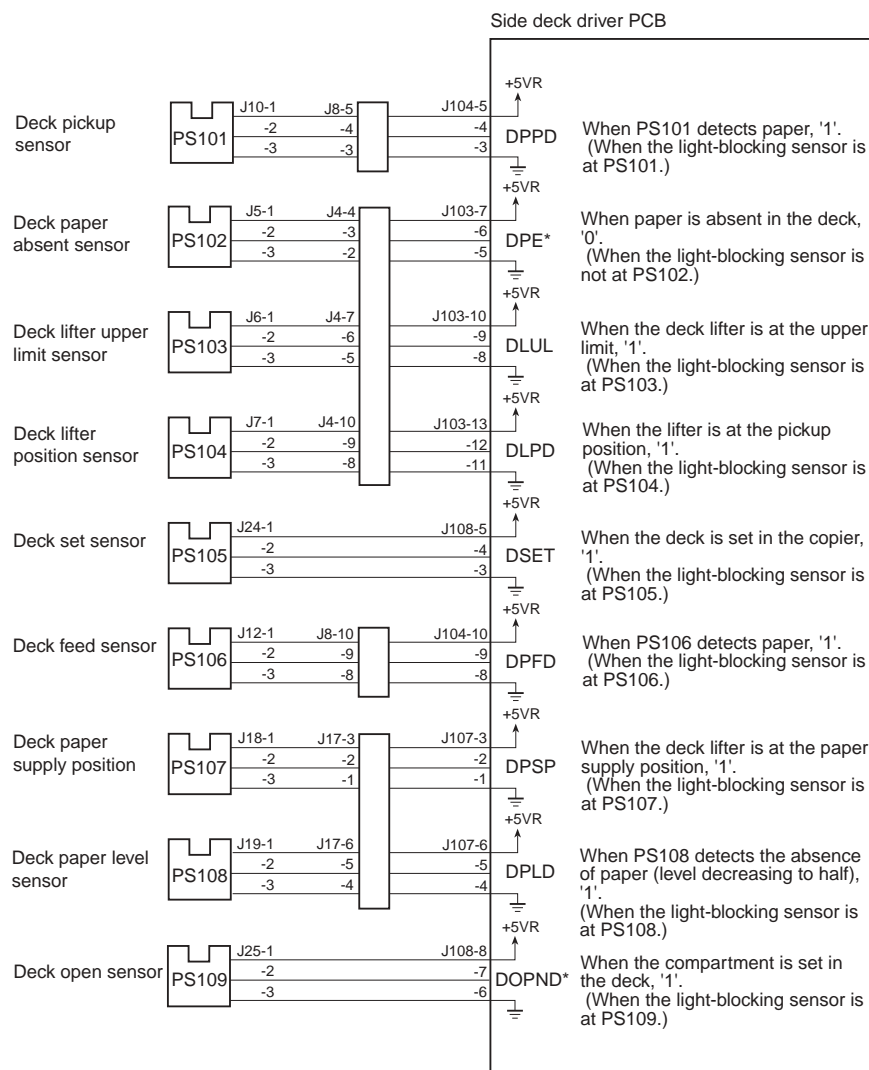 Side deck driver PCB
+5VR
Deck pickup
sensor
PS101
J10-1 J8-5 J104-5
-2 -4 -4
-3 -3 -3
DPPD
When PS101 detects paper, '1'.
(When the light-blocking sensor is
at PS101.)
+5VR
Deck paper
absent sensor
PS102
J5-1 J4-4 J103-7
-2 -3 -6
-3 -2 -5
DPE*
When paper is absent in the deck,
'0'.
(When the light-blocking sensor is
not at PS102.)
+5VR
Deck lifter upper
limit sensor
PS103
J6-1 J4-7 J103-10
-2 -6 -9
-3 -5 -8
DLUL
When the deck lifter is at the upper
limit, '1'.
(When the light-blocking sensor is
at PS103.)
+5VR
Deck lifter
position sensor
PS104
J7-1 J4-10 J103-13
-2 -9 -12
-3 -8 -11
DLPD
When the lifter is at the pickup
position, '1'.
(When the light-blocking sensor is
at PS104.)
+5VR
Deck set sensor
PS105
J24-1 J108-5
-2 -4
-3 -3
DSET
When the deck is set in the copier,
'1'.
(When the light-blocking sensor is
at PS105.)
+5VR
Deck feed sensor
PS106
J12-1 J8-10 J104-10
-2 -9 -9
-3 -8 -8
DPFD
When PS106 detects paper, '1'.
(When the light-blocking sensor is
at PS106.)
+5VR
Deck paper
supply position
PS107
J18-1 J17-3 J107-3
-2 -2 -2
-3 -1 -1
DPSP
When the deck lifter is at the paper
supply position, '1'.
(When the light-blocking sensor is
at PS107.)
+5VR
Deck paper level
sensor
PS108
J19-1 J17-6 J107-6
-2 -5 -5
-3 -4 -4
DPLD
When PS108 detects the absence
of paper (level decreasing to half),
'1'.
(When the light-blocking sensor is
at PS108.)
+5VR
Deck open sensor
PS109
J25-1 J108-8
-2 -7
-3 -6
DOPND*
When the compartment is set in
the deck, '1'.
(When the light-blocking sensor is
at PS109.)